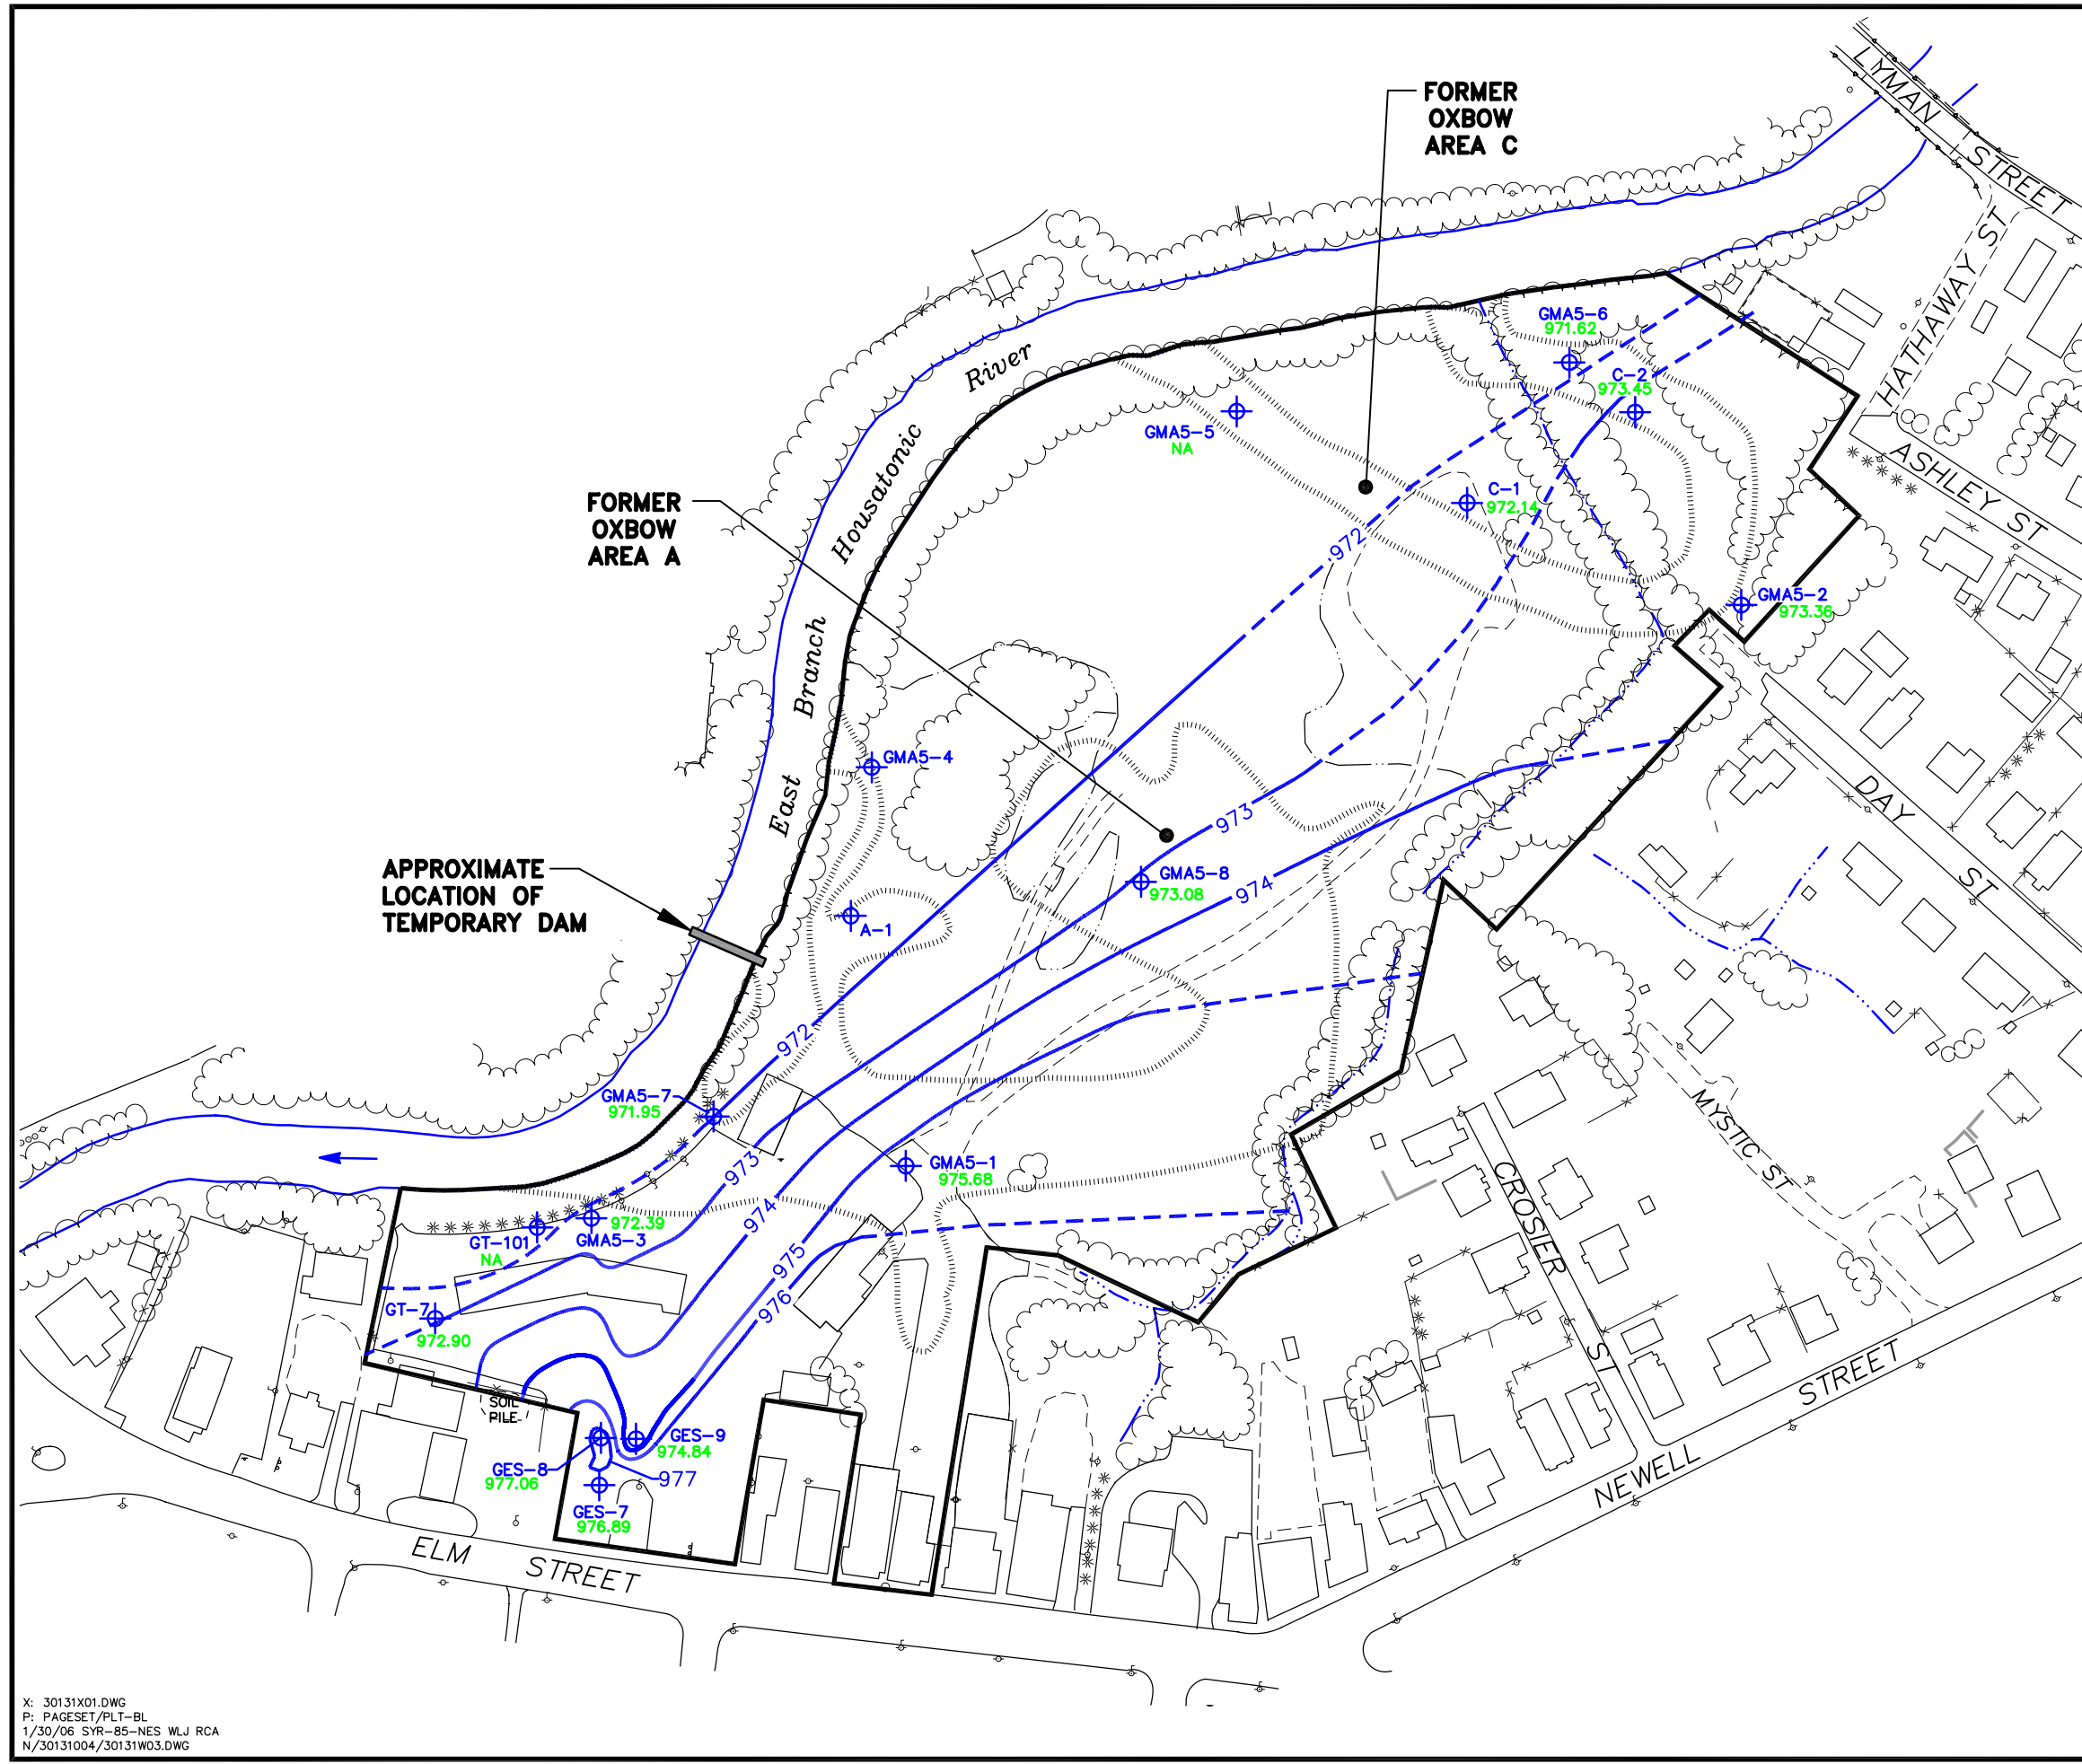 FORMER
OXBOW
AREA C
LYMAN STREET
HATHAWAY ST
ASHLEY ST
GMA5-6
971.62
C-2
973.45
GMA5-5
NA
C-1
972.14
972
GMA5-2
973.36
FORMER
OXBOW
AREA A
East Branch Housatonic River
GMA5-4
973
GMA5-8
973.08
974
A-1
APPROXIMATE
LOCATION OF
TEMPORARY DAM
DAY ST
972
GMA5-7
971.95
GMA5-1
975.68
973
974
975
976
972.39
GMA5-3
GT-101
NA
GT-7
972.90
MYSTIC ST
CROSIER ST
SOIL
PILE
GES-9
974.84
GES-8
977.06
977
GES-7
976.89
ELM STREET
NEWELL STREET
X: 30131X01.DWG
P: PAGESET/PLT-BL
1/30/06 SYR-85-NES WLJ RCA
N/30131004/30131W03.DWG